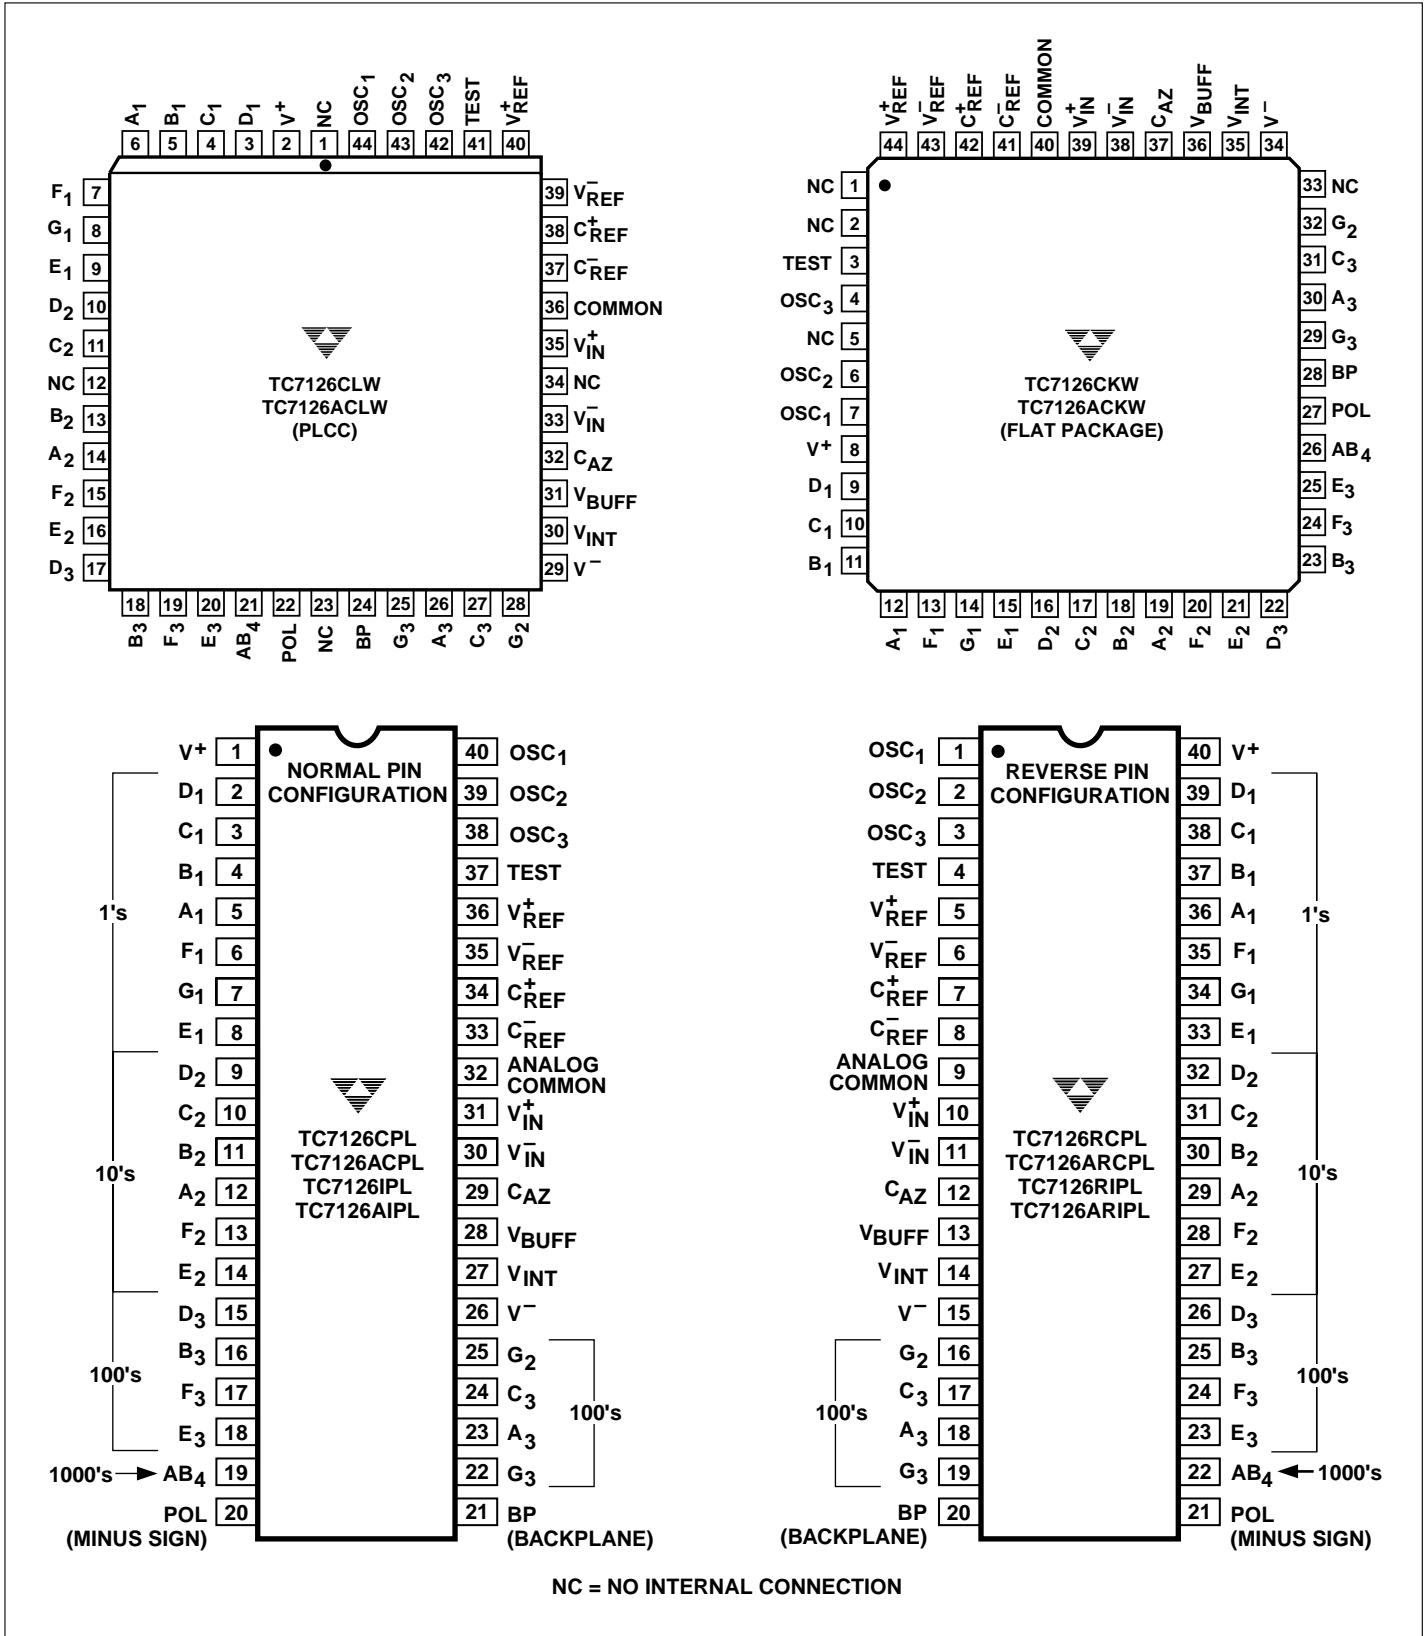 A1 B1 C1 D1 V+ NC OSC1 OSC2 OSC3 TEST V+REF
6 5 4 3 2 1 44 43 42 41 40
F1 7
G1 8
E1 9
D2 10
C2 11
NC 12
B2 13
A2 14
F2 15
E2 16
D3 17
TC7126CLW
TC7126ACLW
(PLCC)
39 V–REF
38 C+REF
37 C–REF
36 COMMON
35 V+IN
34 NC
33 V–IN
32 CAZ
31 VBUFF
30 VINT
29 V–
18 19 20 21 22 23 24 25 26 27 28
B3 F3 E3 AB4 POL NC BP G3 A3 C3 G2
V+REF V–REF C+REF C–REF COMMON V+IN V–IN CAZ VBUFF VINT V–
44 43 42 41 40 39 38 37 36 35 34
NC 1
NC 2
TEST 3
OSC3 4
NC 5
OSC2 6
OSC1 7
V+ 8
D1 9
C1 10
B1 11
TC7126CKW
TC7126ACKW
(FLAT PACKAGE)
33 NC
32 G2
31 C3
30 A3
29 G3
28 BP
27 POL
26 AB4
25 E3
24 F3
23 B3
12 13 14 15 16 17 18 19 20 21 22
A1 F1 G1 E1 D2 C2 B2 A2 F2 E2 D3
V+ 1
D1 2
C1 3
B1 4
1's
A1 5
F1 6
G1 7
E1 8
D2 9
C2 10
B2 11
10's
A2 12
F2 13
E2 14
D3 15
B3 16
100's
F3 17
E3 18
1000's AB4 19
POL 20
(MINUS SIGN)
NORMAL PIN
CONFIGURATION
TC7126CPL
TC7126ACPL
TC7126IPL
TC7126AIPL
40 OSC1
39 OSC2
38 OSC3
37 TEST
36 V+REF
35 V–REF
34 C+REF
33 C–REF
32 ANALOG
COMMON
31 V+IN
30 V–IN
29 CAZ
28 VBUFF
27 VINT
26 V–
25 G2
24 C3
100's
23 A3
22 G3
21 BP
(BACKPLANE)
OSC1 1
OSC2 2
OSC3 3
TEST 4
V+REF 5
V–REF 6
C+REF 7
C–REF 8
ANALOG
COMMON 9
V+IN 10
V–IN 11
CAZ 12
VBUFF 13
VINT 14
V– 15
G2 16
C3 17
100's
A3 18
G3 19
BP 20
(BACKPLANE)
REVERSE PIN
CONFIGURATION
TC7126RCPL
TC7126ARCPL
TC7126RIPL
TC7126ARIPL
40 V+
39 D1
38 C1
37 B1
36 A1
1's
35 F1
34 G1
33 E1
32 D2
31 C2
30 B2
10's
29 A2
28 F2
27 E2
26 D3
25 B3
100's
24 F3
23 E3
22 AB4 1000's
21 POL
(MINUS SIGN)
NC = NO INTERNAL CONNECTION